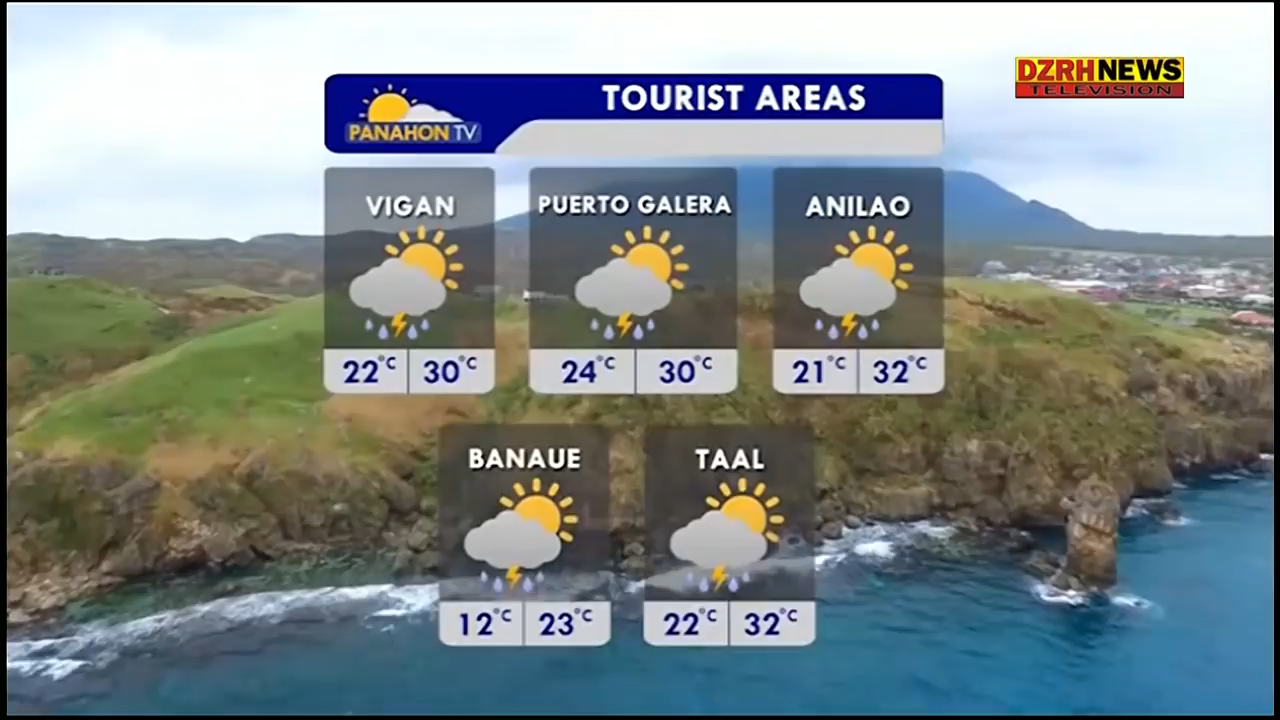 DZRH NEWS
TELEVISION
TOURIST AREAS
PANAHON TV
VIGAN
PUERTO GALERA
ANILAO
22°C 30°C
24°C 30°C
21°C 32°C
BANAUE
TAAL
12°C 23°C
22°C 32°C